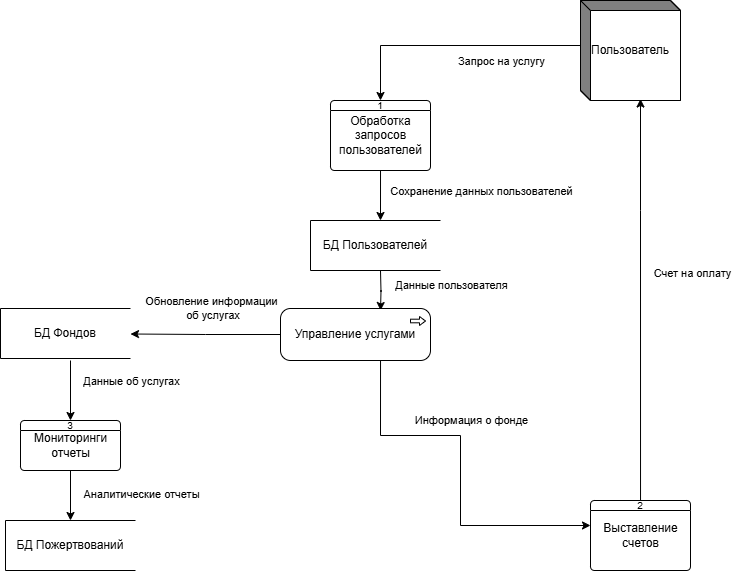 Пользователь
Запрос на услугу
1
Обработка
запросов
пользователей
Сохранение данных пользователей
БД Пользователей
Данные пользователя
Счет на оплату
Обновление информации
об услугах
БД Фондов
Управление услугами
Данные об услугах
Информация о фонде
3
Мониторинги
отчеты
Аналитические отчеты
2
Выставление
счетов
БД Пожертвований